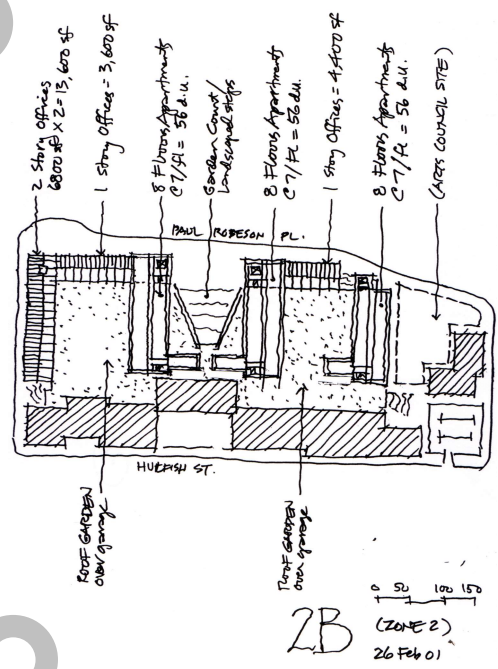 2 Story Offices
6800 sf x 2 = 13,600 sf
1 Story Offices = 3,600 sf
8 Floors Apartments
@ 7/fl = 56 d.u.
Garden Court/
Landscaped steps
8 Floors Apartments
@ 7/FL = 56 d.u.
1 Story Offices = 4,400 sf
8 Floors Apartments
@ 7/FL = 56 d.u.
(ARTS COUNCIL SITE)
PAUL ROBESON PL.
HULFISH ST.
ROOF GARDEN
over garage
ROOF GARDEN
over garage
2B
0 50 100 150
(ZONE 2)
26 Feb 01